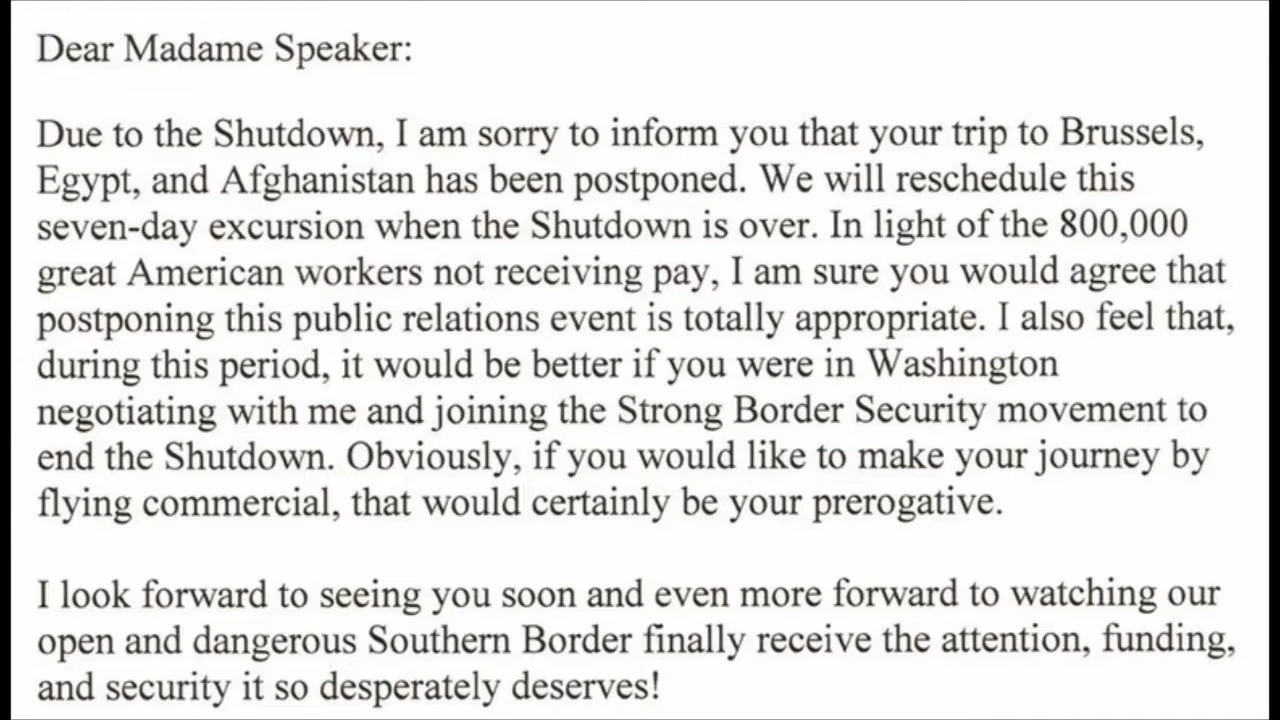 Dear Madame Speaker:
Due to the Shutdown, I am sorry to inform you that your trip to Brussels,
Egypt, and Afghanistan has been postponed. We will reschedule this
seven-day excursion when the Shutdown is over. In light of the 800,000
great American workers not receiving pay, I am sure you would agree that
postponing this public relations event is totally appropriate. I also feel that,
during this period, it would be better if you were in Washington
negotiating with me and joining the Strong Border Security movement to
end the Shutdown. Obviously, if you would like to make your journey by
flying commercial, that would certainly be your prerogative.
I look forward to seeing you soon and even more forward to watching our
open and dangerous Southern Border finally receive the attention, funding,
and security it so desperately deserves!